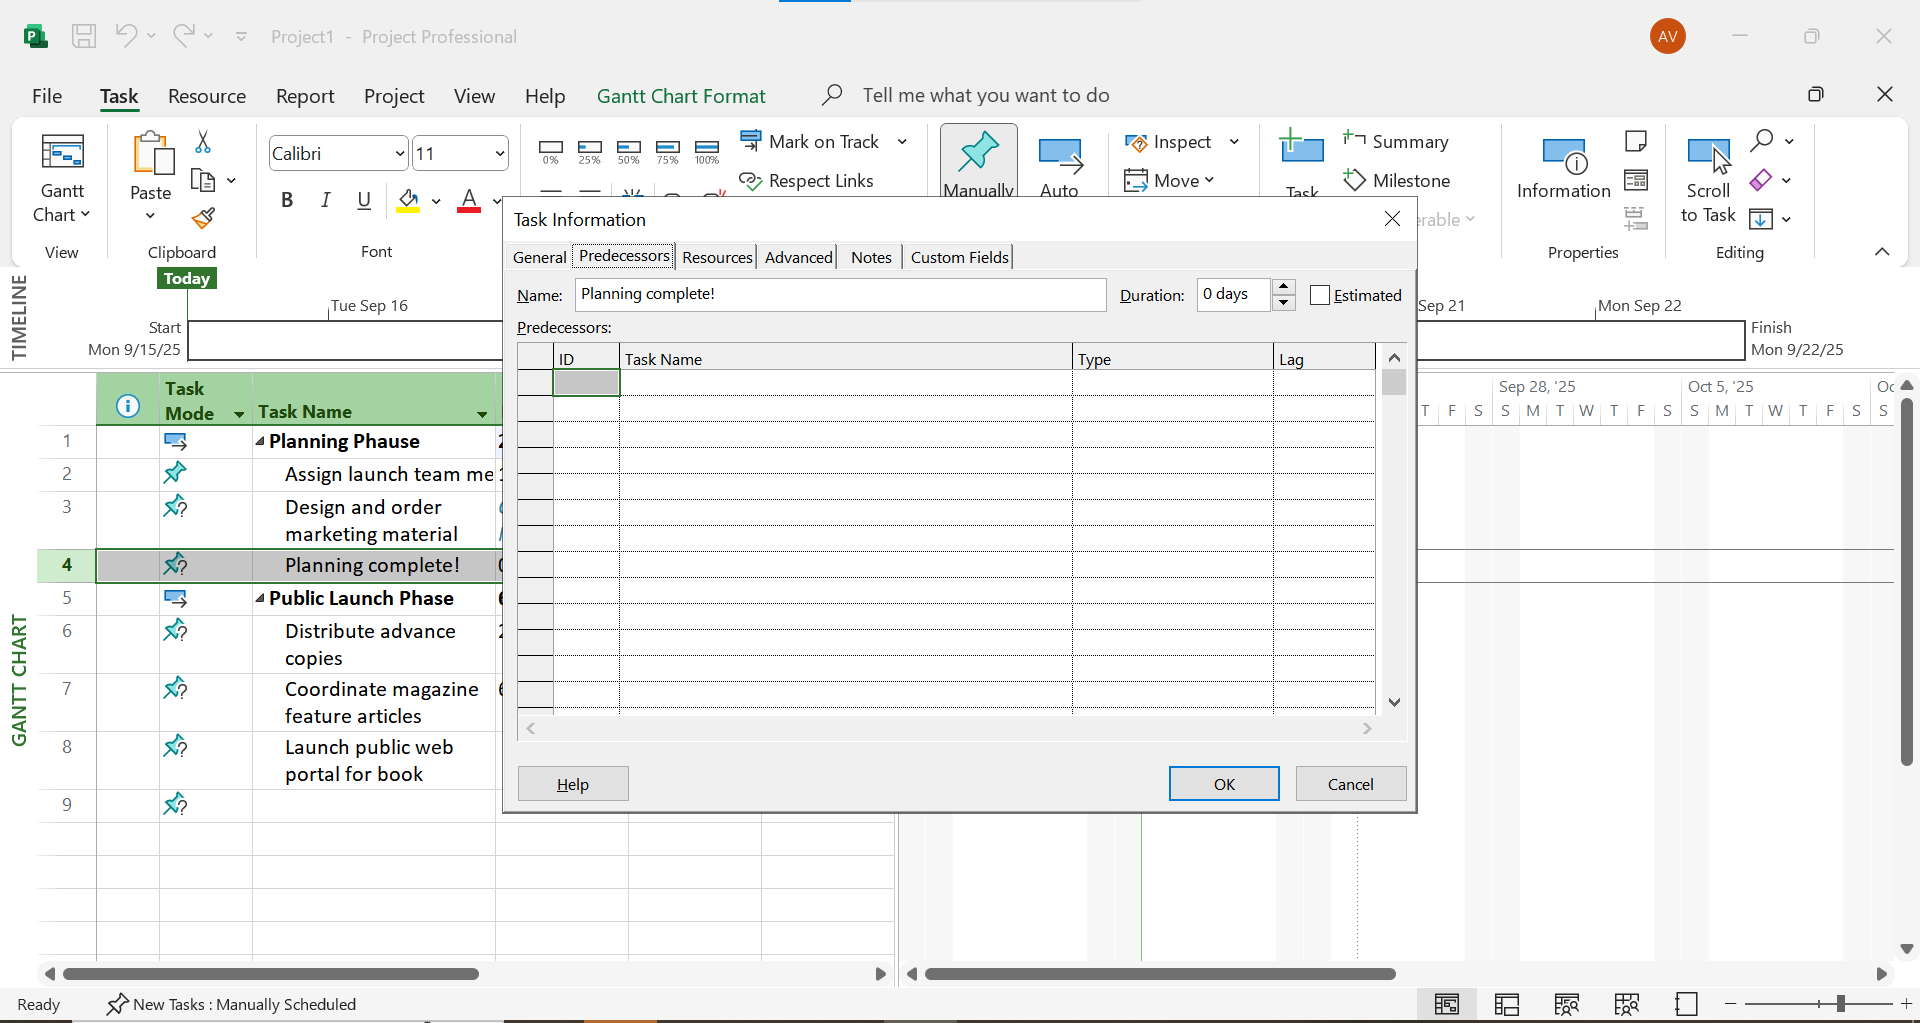 Project1 - Project Professional
AV
File Task Resource Report Project View Help Gantt Chart Format Tell me what you want to do
Gantt Chart
View
Paste
Clipboard
Calibri 11
B I U A
Font
0% 25% 50% 75% 100%
Mark on Track
Respect Links
Manually
Auto
Inspect
Move
Task
Summary
Milestone
Information
Properties
Scroll
to Task
Editing
TIMELINE
Today
Tue Sep 16
Sep 21
Mon Sep 22
Start
Mon 9/15/25
Finish
Mon 9/22/25
Task Information
General Predecessors Resources Advanced Notes Custom Fields
Name: Planning complete! Duration: 0 days Estimated
Predecessors:
ID Task Name Type Lag
Help OK Cancel
GANTT CHART
Task
Mode
Task Name
1 Planning Phause
2 Assign launch team me
3 Design and order
marketing material
4 Planning complete!
5 Public Launch Phase
6 Distribute advance
copies
7 Coordinate magazine
feature articles
8 Launch public web
portal for book
9
Sep 28, '25 Oct 5, '25
T F S S M T W T F S S M T W T F S S
Ready New Tasks : Manually Scheduled